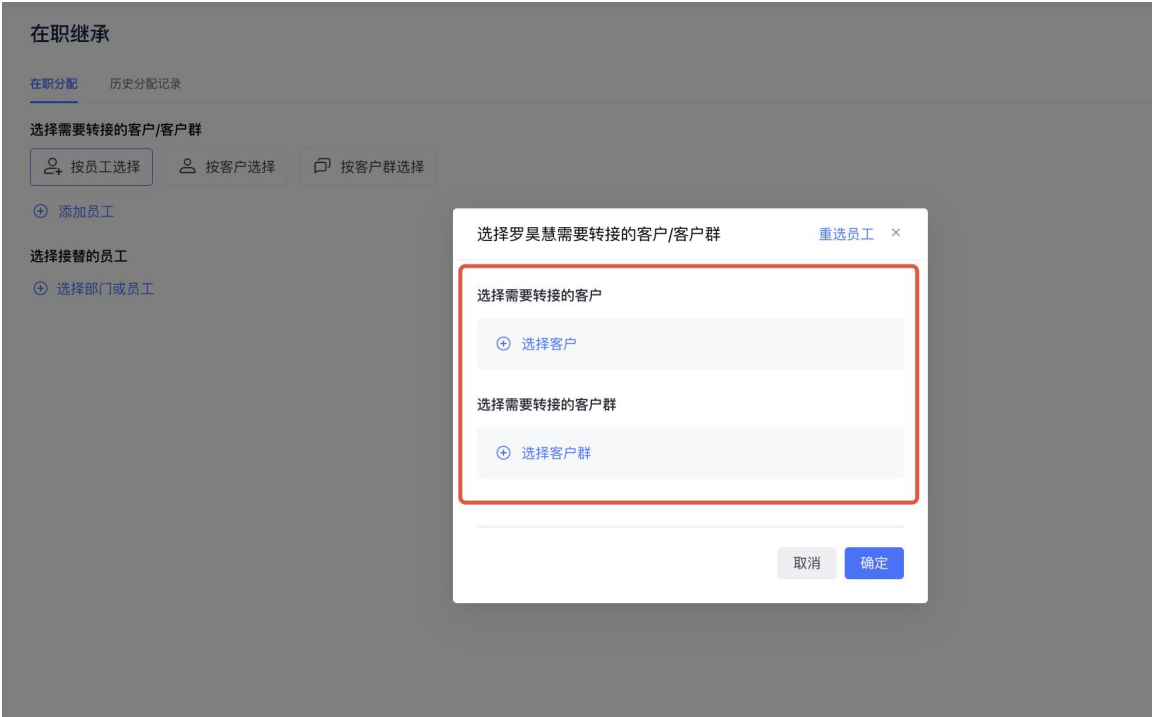 在职继承
在职分配 历史分配记录
选择需要转接的客户/客户群
按员工选择 按客户选择 按客户群选择
添加员工
选择接替的员工
选择部门或员工
选择罗昊慧需要转接的客户/客户群 重选员工
选择需要转接的客户
选择客户
选择需要转接的客户群
选择客户群
取消 确定